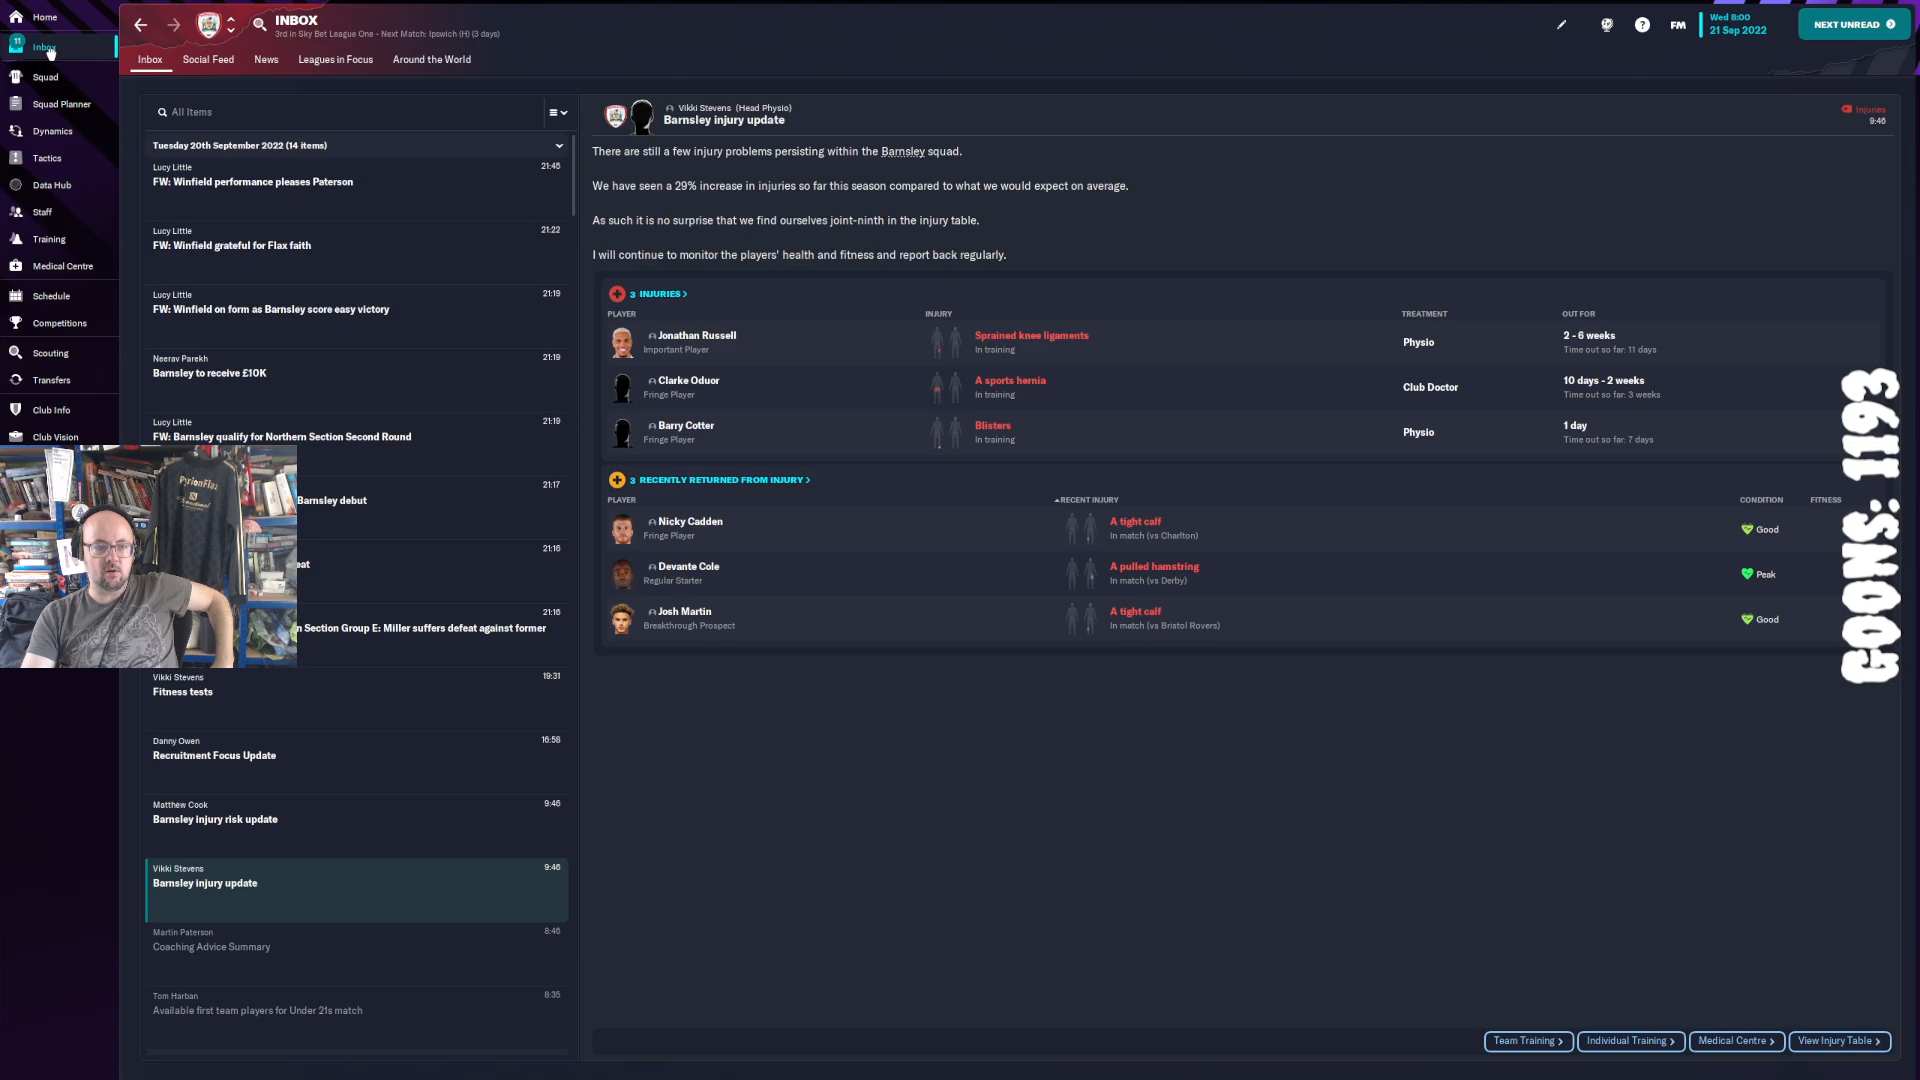 Home
11
Inbox
Squad
Squad Planner
Dynamics
Tactics
Data Hub
Staff
Training
Medical Centre
Schedule
Competitions
Scouting
Transfers
Club Info
Club Vision
INBOX
3rd in Sky Bet League One - Next Match: Ipswich (H) (3 days)
FM
Wed 8:00
21 Sep 2022
NEXT UNREAD
Inbox
Social Feed
News
Leagues in Focus
Around the World
All Items
Tuesday 20th September 2022 (14 items)
Lucy Little 21:45
FW: Winfield performance pleases Paterson
Lucy Little 21:22
FW: Winfield grateful for Flax faith
Lucy Little 21:19
FW: Winfield on form as Barnsley score easy victory
Neerav Parekh 21:19
Barnsley to receive £10K
Lucy Little 21:19
FW: Barnsley qualify for Northern Section Second Round
21:17
Barnsley debut
21:16
eat
21:16
n Section Group E: Miller suffers defeat against former
Vikki Stevens 19:31
Fitness tests
Danny Owen 16:58
Recruitment Focus Update
Matthew Cook 9:46
Barnsley injury risk update
Vikki Stevens 9:46
Barnsley injury update
Martin Paterson 8:46
Coaching Advice Summary
Tom Harban 8:35
Available first team players for Under 21s match
PyrionFlax
Vikki Stevens (Head Physio)
Barnsley injury update
Injuries
9:46
There are still a few injury problems persisting within the Barnsley squad.
We have seen a 29% increase in injuries so far this season compared to what we would expect on average.
As such it is no surprise that we find ourselves joint-ninth in the injury table.
I will continue to monitor the players' health and fitness and report back regularly.
3 INJURIES >
PLAYER INJURY TREATMENT OUT FOR
Jonathan Russell Sprained knee ligaments Physio 2 - 6 weeks
Important Player In training Time out so far: 11 days
Clarke Oduor A sports hernia Club Doctor 10 days - 2 weeks
Fringe Player In training Time out so far: 3 weeks
Barry Cotter Blisters Physio 1 day
Fringe Player In training Time out so far: 7 days
3 RECENTLY RETURNED FROM INJURY >
PLAYER RECENT INJURY CONDITION FITNESS
Nicky Cadden A tight calf Good
Fringe Player In match (vs Charlton)
Devante Cole A pulled hamstring Peak
Regular Starter In match (vs Derby)
Josh Martin A tight calf Good
Breakthrough Prospect In match (vs Bristol Rovers)
GOONS: 1193
Team Training >
Individual Training >
Medical Centre >
View Injury Table >